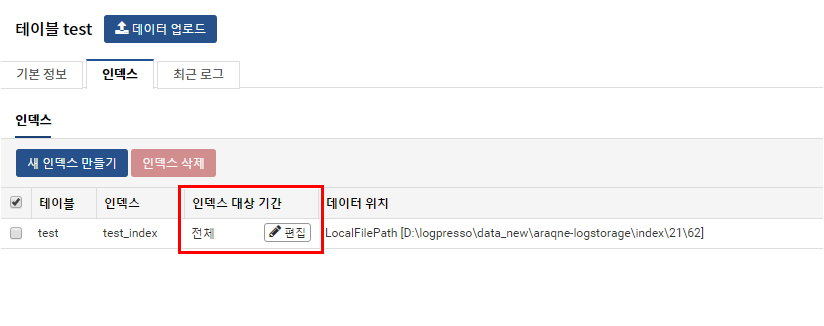 테이블 test 데이터 업로드
기본 정보 인덱스 최근 로그
인덱스
새 인덱스 만들기 인덱스 삭제
테이블 인덱스 인덱스 대상 기간 데이터 위치
test test_index 전체 편집 LocalFilePath [D:\logpresso\data_new\araqne-logstorage\index\21\62]